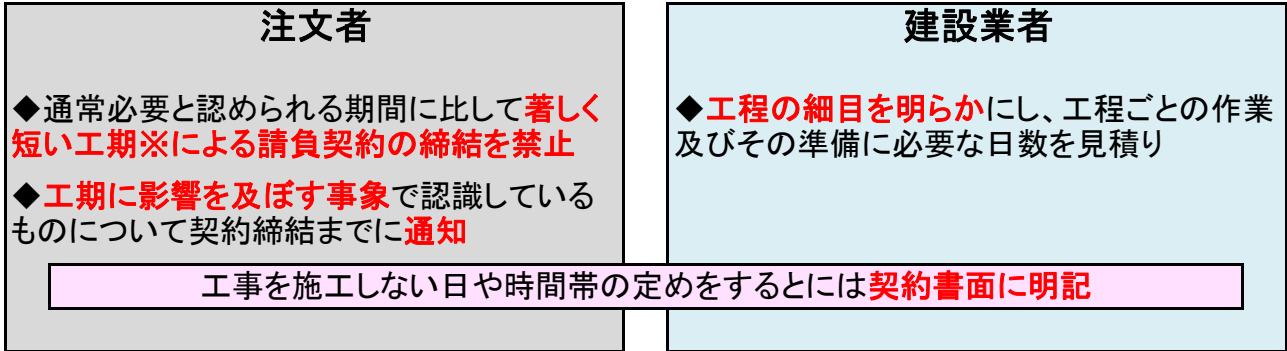 注文者
◆通常必要と認められる期間に比して著しく
短い工期※による請負契約の締結を禁止
◆工期に影響を及ぼす事象で認識している
ものについて契約締結までに通知
建設業者
◆工程の細目を明らかにし、工程ごとの作業
及びその準備に必要な日数を見積り
工事を施工しない日や時間帯の定めをするとには契約書面に明記